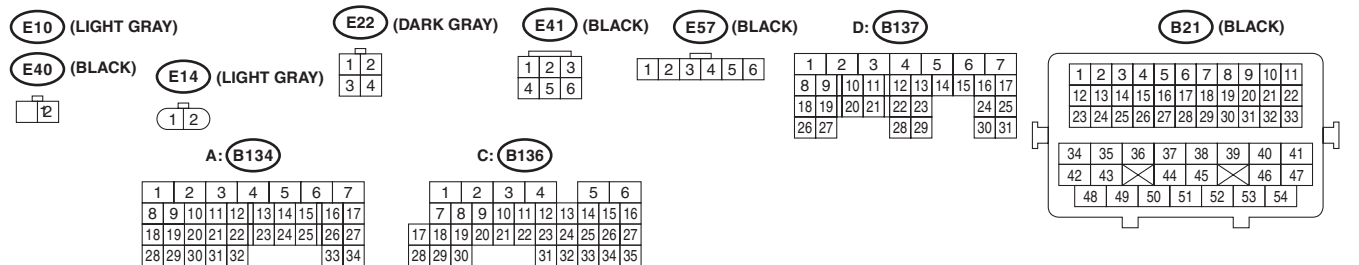 E10 (LIGHT GRAY)
E40 (BLACK)
12
E14 (LIGHT GRAY)
1 2
E22 (DARK GRAY)
1 2
3 4
E41 (BLACK)
1 2 3
4 5 6
E57 (BLACK)
1 2 3 4 5 6
D: B137
1 2 3 4 5 6 7
8 9 10 11 12 13 14 15 16 17
18 19 20 21 22 23 24 25
26 27 28 29 30 31
B21 (BLACK)
1 2 3 4 5 6 7 8 9 10 11
12 13 14 15 16 17 18 19 20 21 22
23 24 25 26 27 28 29 30 31 32 33
34 35 36 37 38 39 40 41
42 43 44 45 46 47
48 49 50 51 52 53 54
A: B134
1 2 3 4 5 6 7
8 9 10 11 12 13 14 15 16 17
18 19 20 21 22 23 24 25 26 27
28 29 30 31 32 33 34
C: B136
1 2 3 4 5 6
7 8 9 10 11 12 13 14 15 16
17 18 19 20 21 22 23 24 25 26 27
28 29 30 31 32 33 34 35